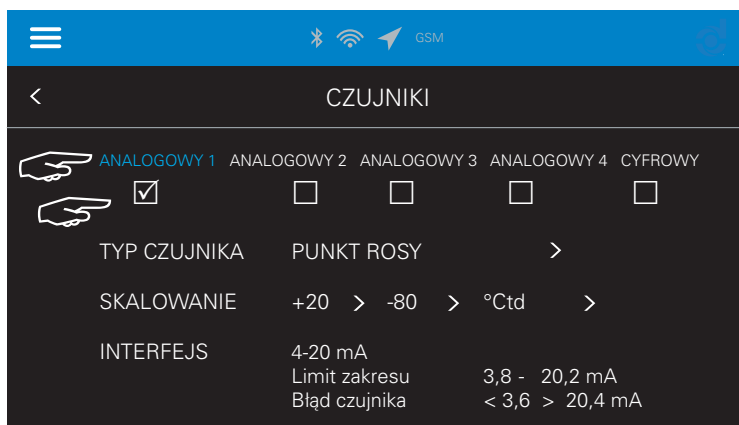 GSM
< CZUJNIKI
ANALOGOWY 1 ANALOGOWY 2 ANALOGOWY 3 ANALOGOWY 4 CYFROWY
TYP CZUJNIKA PUNKT ROSY >
SKALOWANIE +20 > -80 > °Ctd >
INTERFEJS 4-20 mA
Limit zakresu 3,8 - 20,2 mA
Błąd czujnika < 3,6 > 20,4 mA